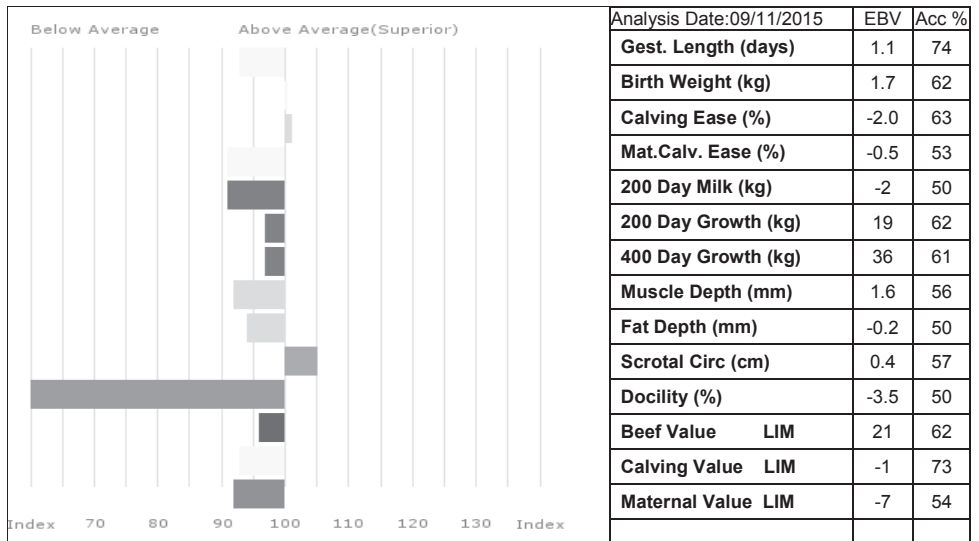 Below Average Above Average(Superior)
Index 70 80 90 100 110 120 130 Index
Analysis Date:09/11/2015 EBV Acc %
Gest. Length (days) 1.1 74
Birth Weight (kg) 1.7 62
Calving Ease (%) -2.0 63
Mat.Calv. Ease (%) -0.5 53
200 Day Milk (kg) -2 50
200 Day Growth (kg) 19 62
400 Day Growth (kg) 36 61
Muscle Depth (mm) 1.6 56
Fat Depth (mm) -0.2 50
Scrotal Circ (cm) 0.4 57
Docility (%) -3.5 50
Beef Value LIM 21 62
Calving Value LIM -1 73
Maternal Value LIM -7 54